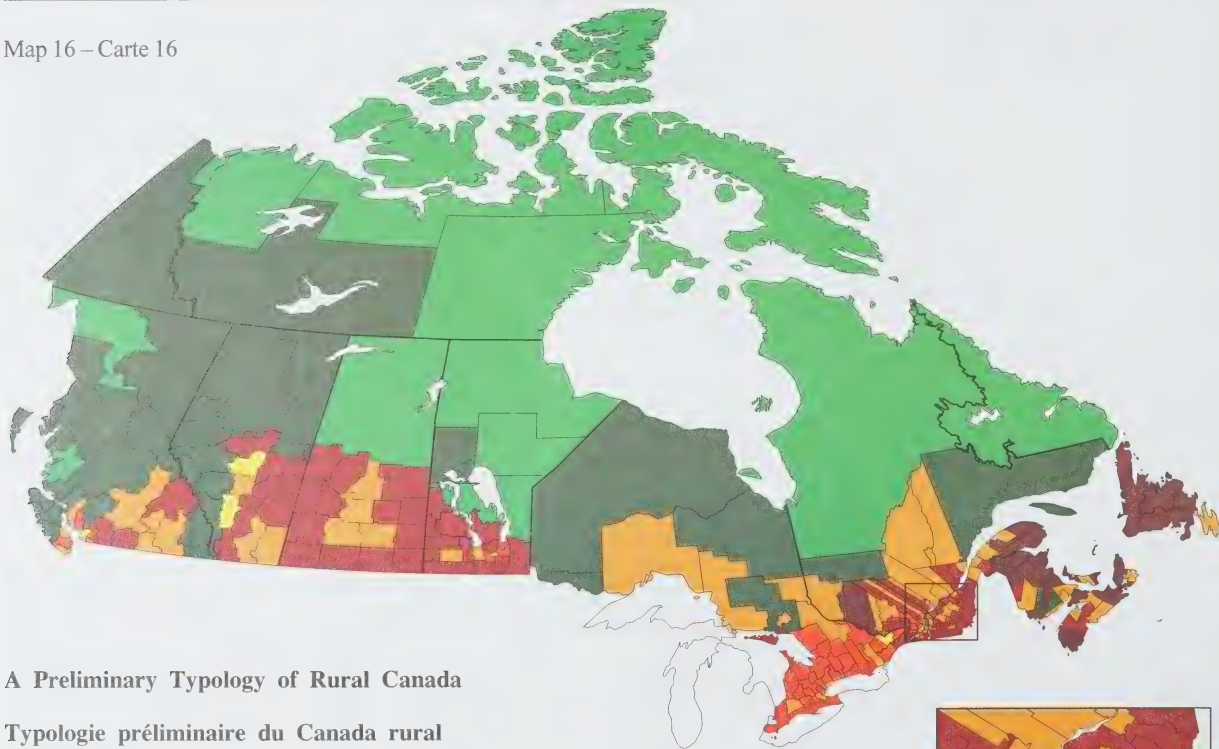 Map 16 – Carte 16
A Preliminary Typology of Rural Canada
Typologie préliminaire du Canada rural